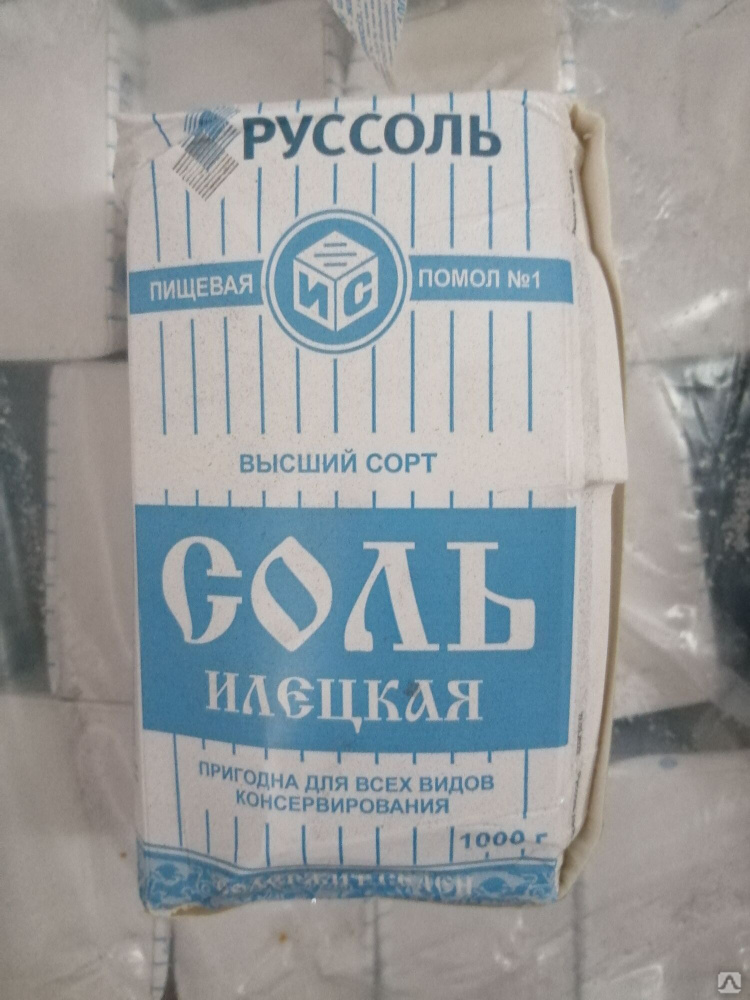 РУССОЛЬ
ПИЩЕВАЯ
ИС
ПОМОЛ №1
ВЫСШИЙ СОРТ
СОЛЬ
ИЛЕЦКАЯ
ПРИГОДНА ДЛЯ ВСЕХ ВИДОВ
КОНСЕРВИРОВАНИЯ
1000 г